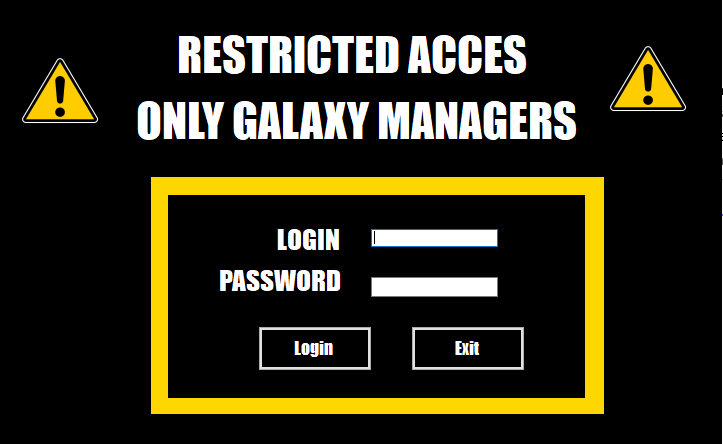 RESTRICTED ACCES
ONLY GALAXY MANAGERS
LOGIN
PASSWORD
Login Exit